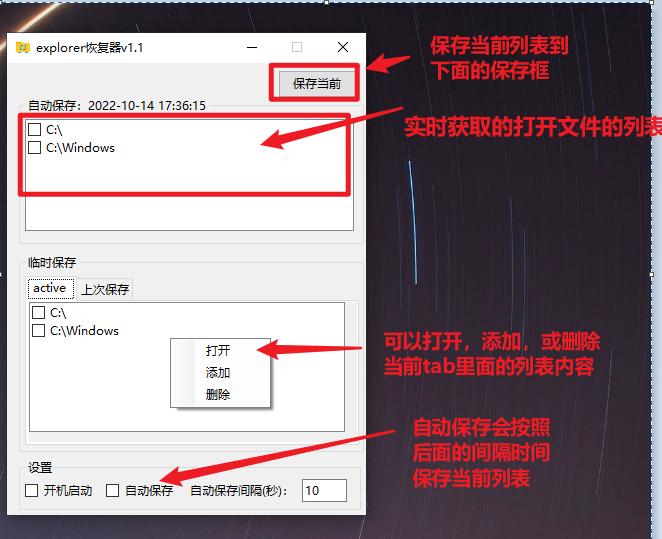 explorer恢复器v1.1
保存当前
保存当前列表到
下面的保存框
自动保存：2022-10-14 17:36:15
C:\
C:\Windows
实时获取的打开文件的列表
临时保存
active
上次保存
C:\
C:\Windows
打开
添加
删除
可以打开，添加，或删除
当前tab里面的列表内容
自动保存会按照
后面的间隔时间
保存当前列表
设置
开机启动
自动保存
自动保存间隔(秒)：
10